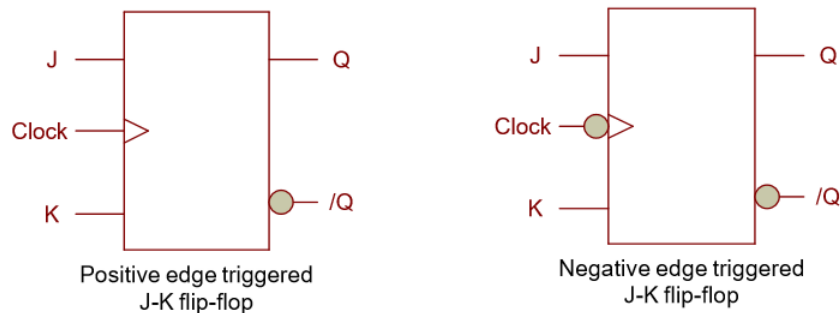 J
Q
Clock
K
/Q
Positive edge triggered
J-K flip-flop
J
Q
Clock
K
/Q
Negative edge triggered
J-K flip-flop